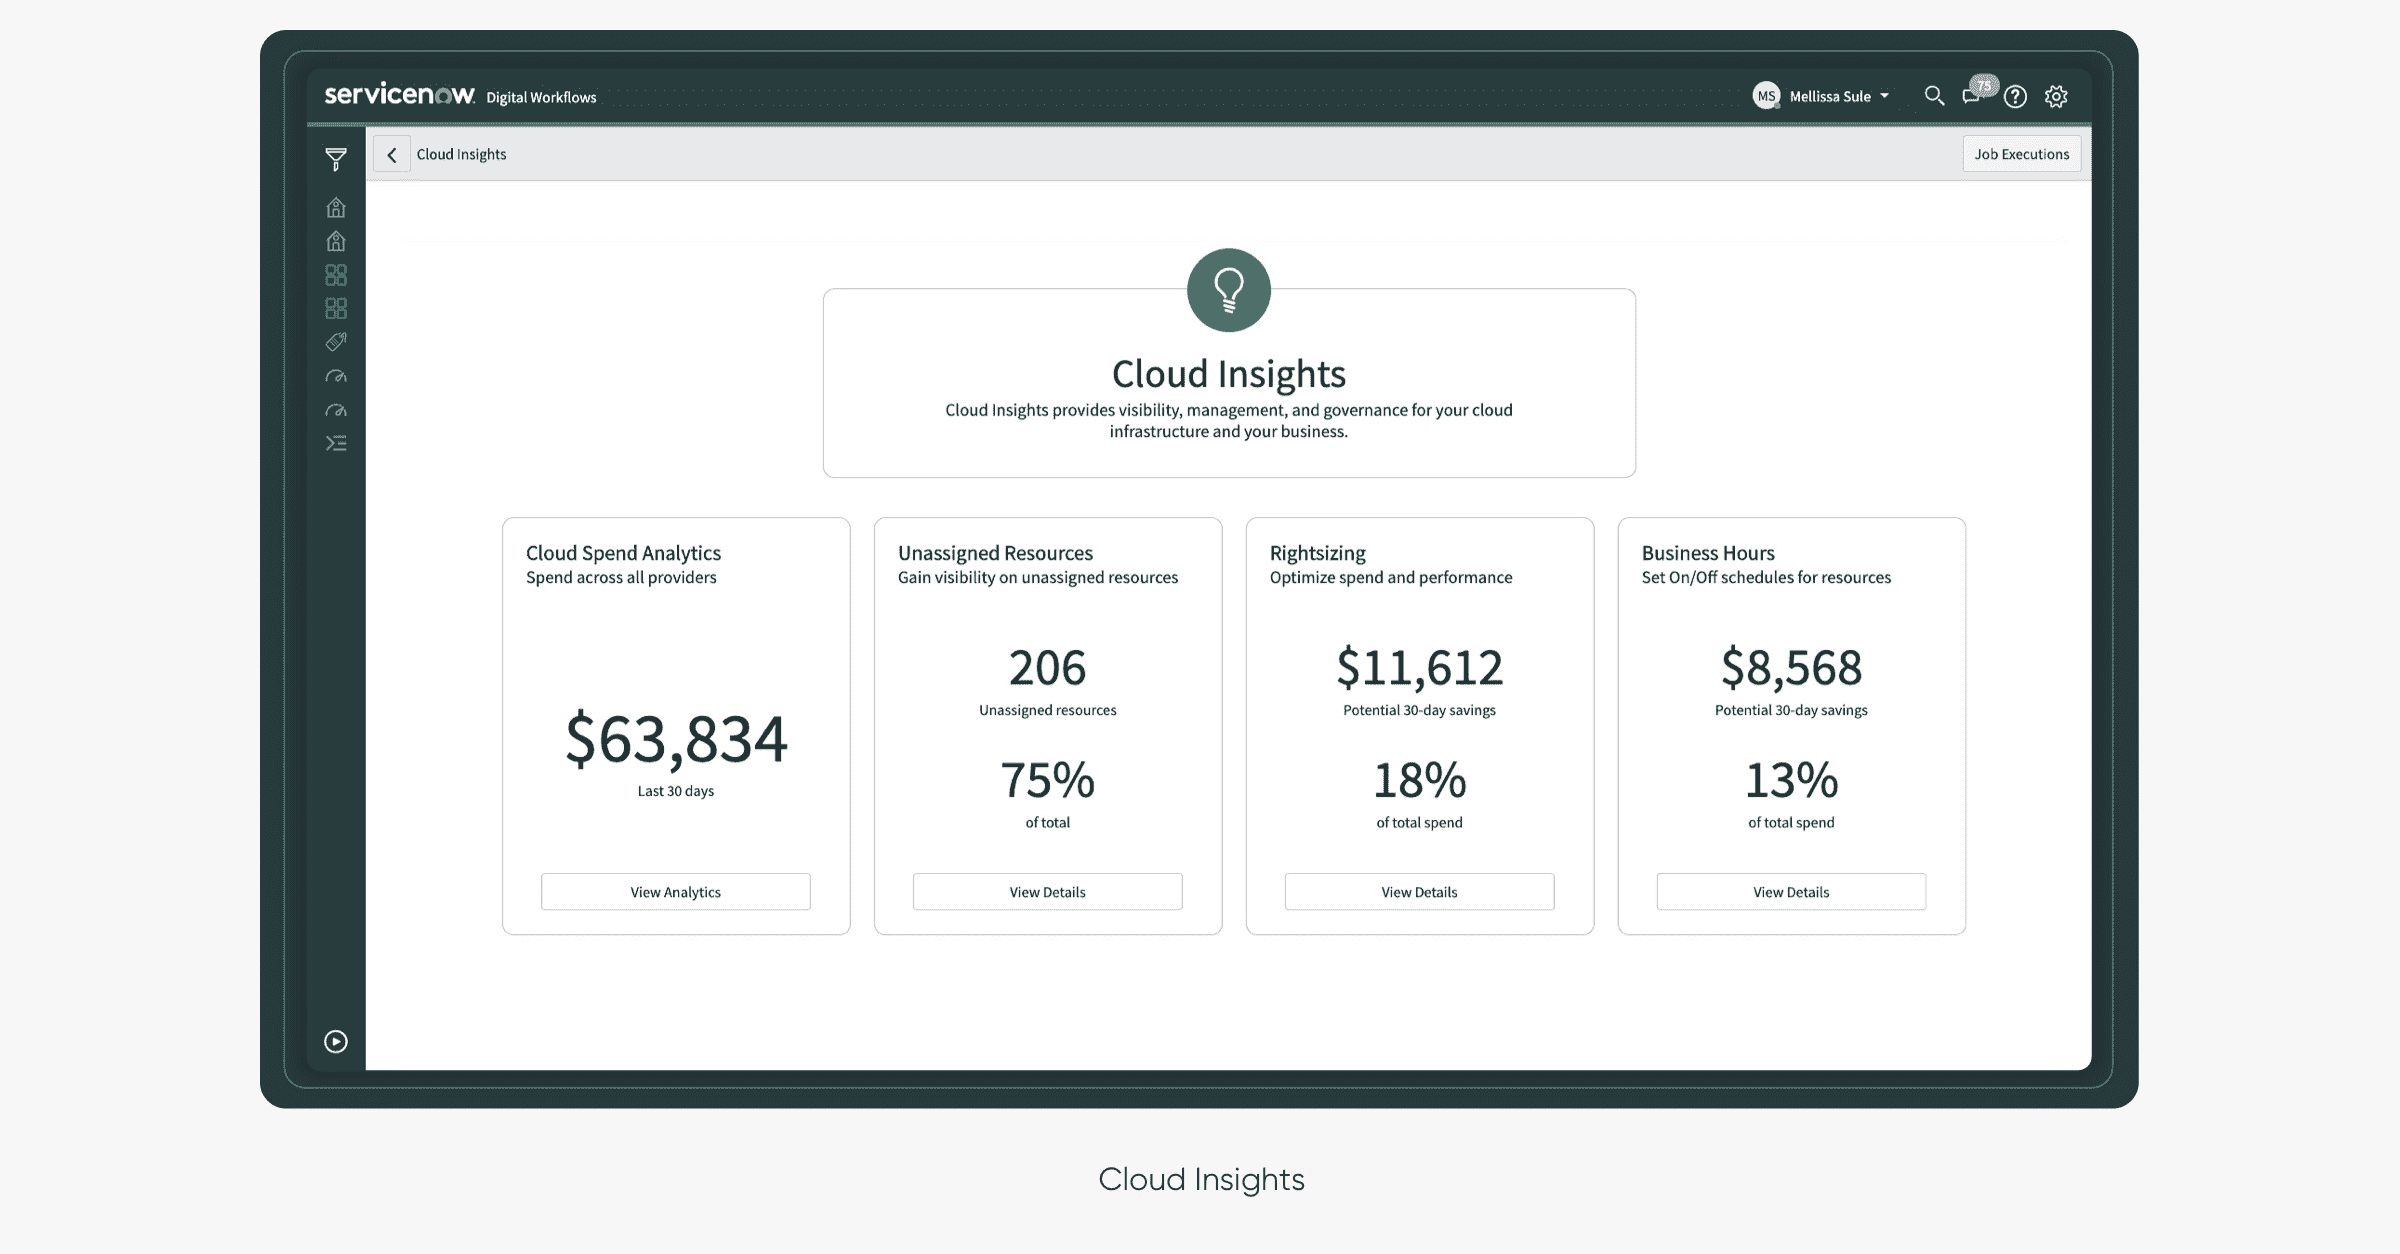 servicenow. Digital Workflows
MS Mellissa Sule
75
Cloud Insights
Job Executions
Cloud Insights
Cloud Insights provides visibility, management, and governance for your cloud
infrastructure and your business.
Cloud Spend Analytics
Spend across all providers
$63,834
Last 30 days
View Analytics
Unassigned Resources
Gain visibility on unassigned resources
206
Unassigned resources
75%
of total
View Details
Rightsizing
Optimize spend and performance
$11,612
Potential 30-day savings
18%
of total spend
View Details
Business Hours
Set On/Off schedules for resources
$8,568
Potential 30-day savings
13%
of total spend
View Details
Cloud Insights